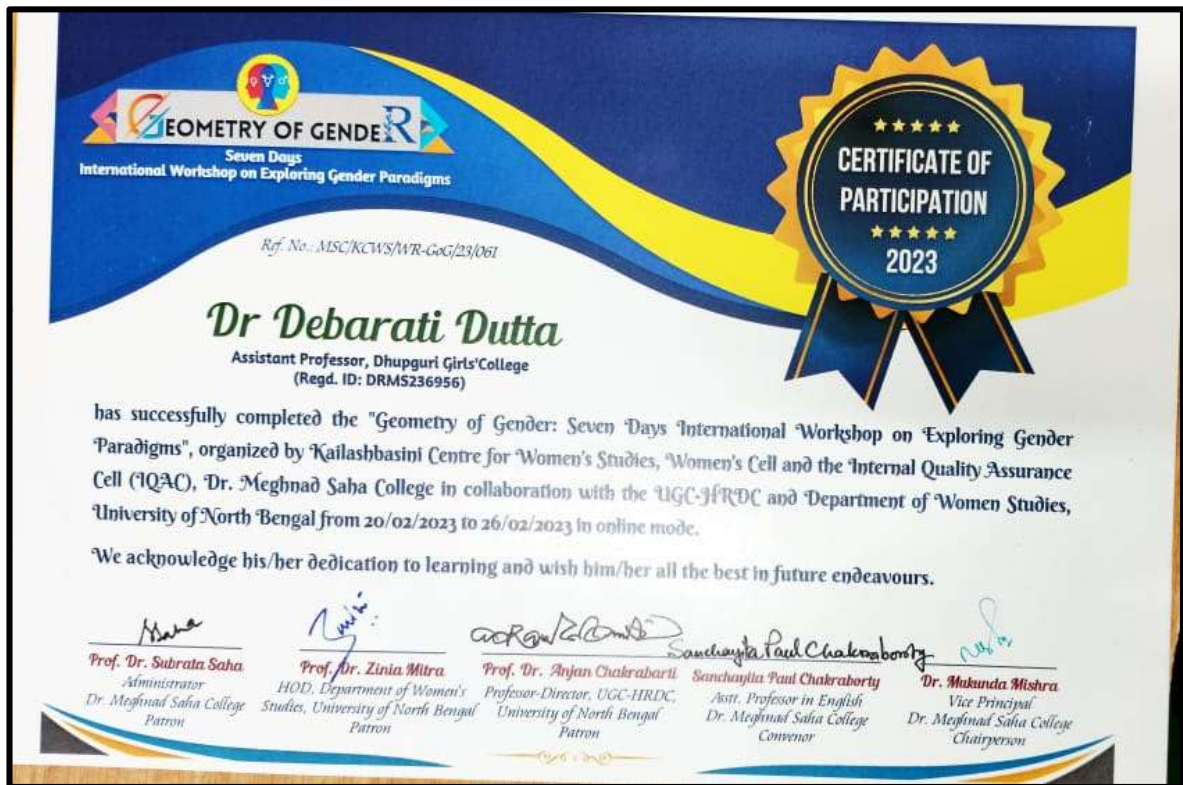 GEOMETRY OF GENDER
Seven Days
International Workshop on Exploring Gender Paradigms
CERTIFICATE OF
PARTICIPATION
2023
Ref. No.: MSC/KCWS/WR-GoG/23/061
Dr Debarati Dutta
Assistant Professor, Dhupguri Girls'College
(Regd. ID: DRMS236956)
has successfully completed the "Geometry of Gender: Seven Days International Workshop on Exploring Gender
Paradigms", organized by Kailashbasini Centre for Women's Studies, Women's Cell and the Internal Quality Assurance
Cell (IQAC), Dr. Meghnad Saha College in collaboration with the UGC-HRDC and Department of Women Studies,
University of North Bengal from 20/02/2023 to 26/02/2023 in online mode.
We acknowledge his/her dedication to learning and wish him/her all the best in future endeavours.
Saha
Sanchayita Paul Chakraborty
Prof. Dr. Subrata Saha
Administrator
Dr. Meghnad Saha College
Patron
Prof. Dr. Zinia Mitra
HOD, Department of Women's
Studies, University of North Bengal
Patron
Prof. Dr. Anjan Chakrabarti
Professor-Director, UGC-HRDC,
University of North Bengal
Patron
Sanchayita Paul Chakraborty
Astt. Professor in English
Dr. Meghnad Saha College
Convenor
Dr. Mukunda Mishra
Vice Principal
Dr. Meghnad Saha College
Chairperson